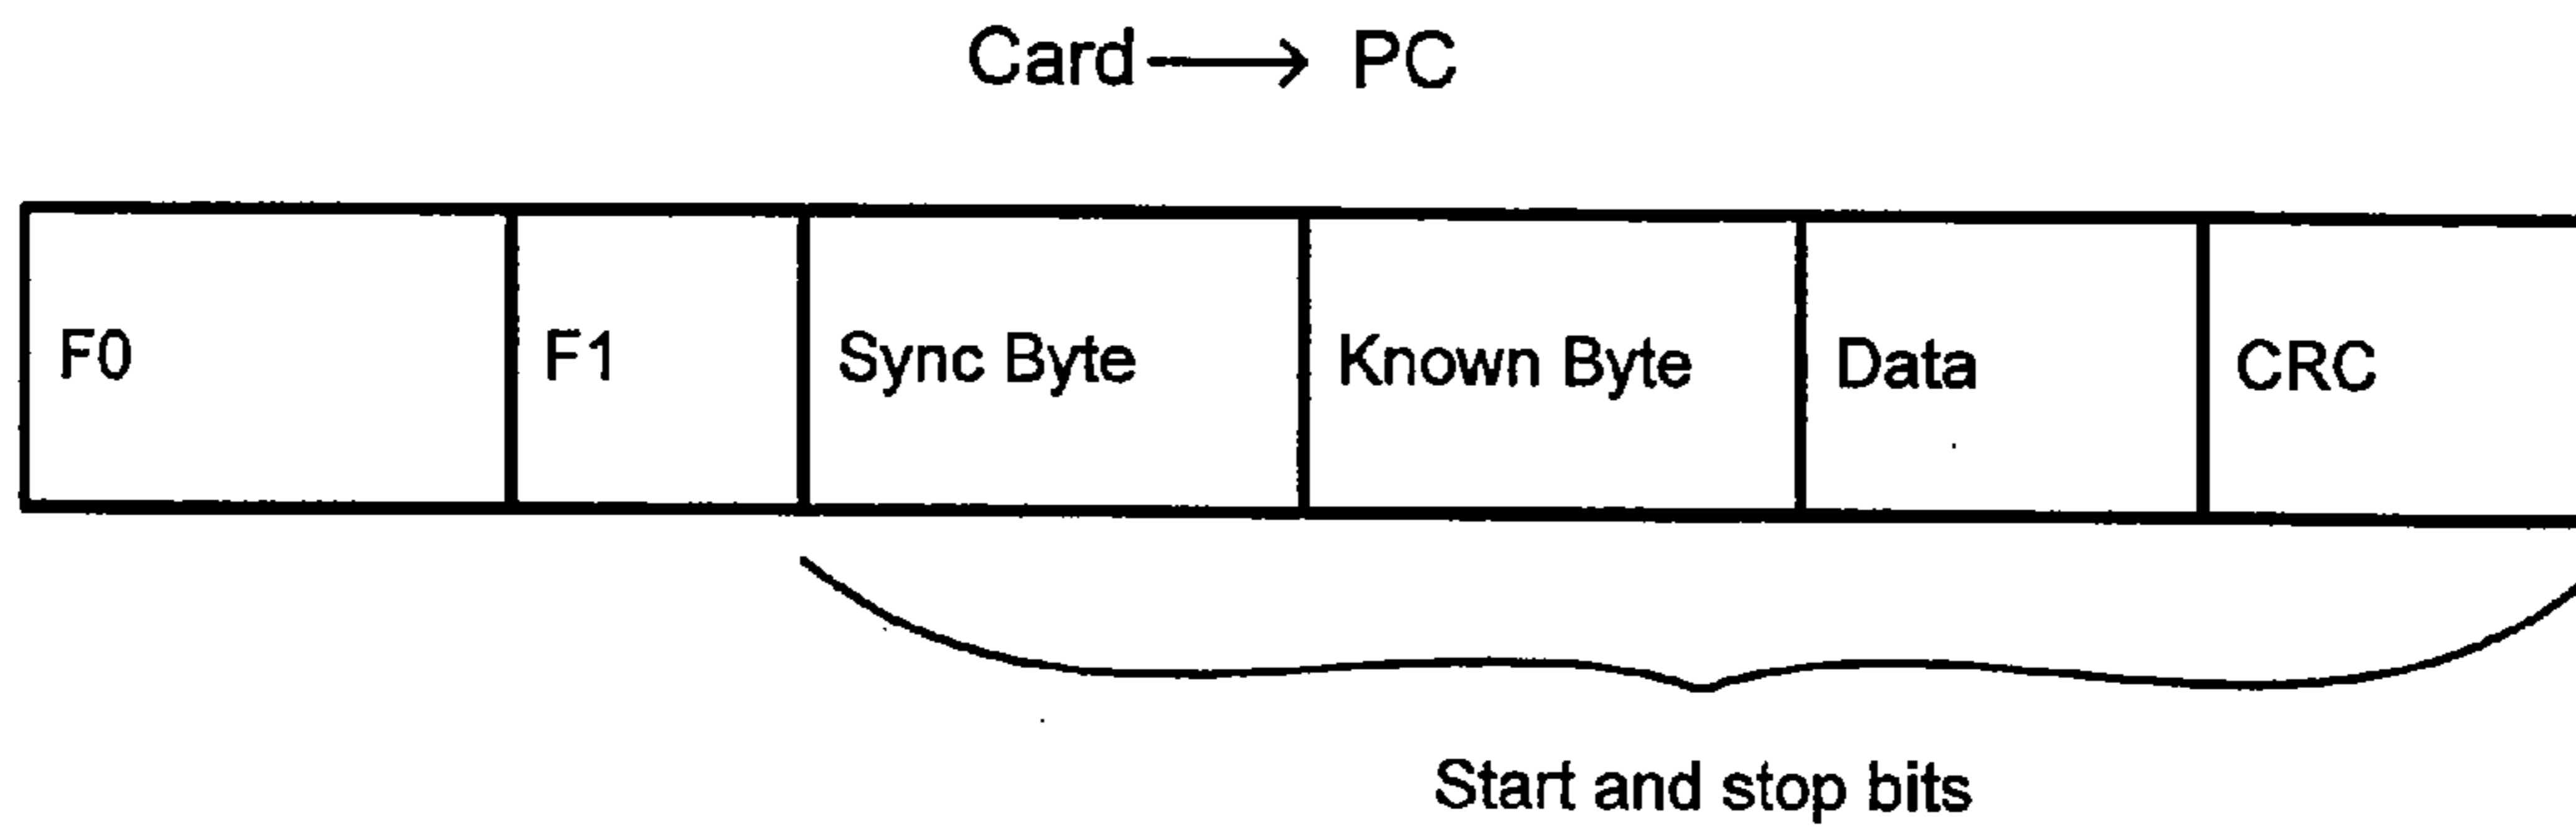 Card → PC
F0 F1 Sync Byte Known Byte Data CRC
Start and stop bits